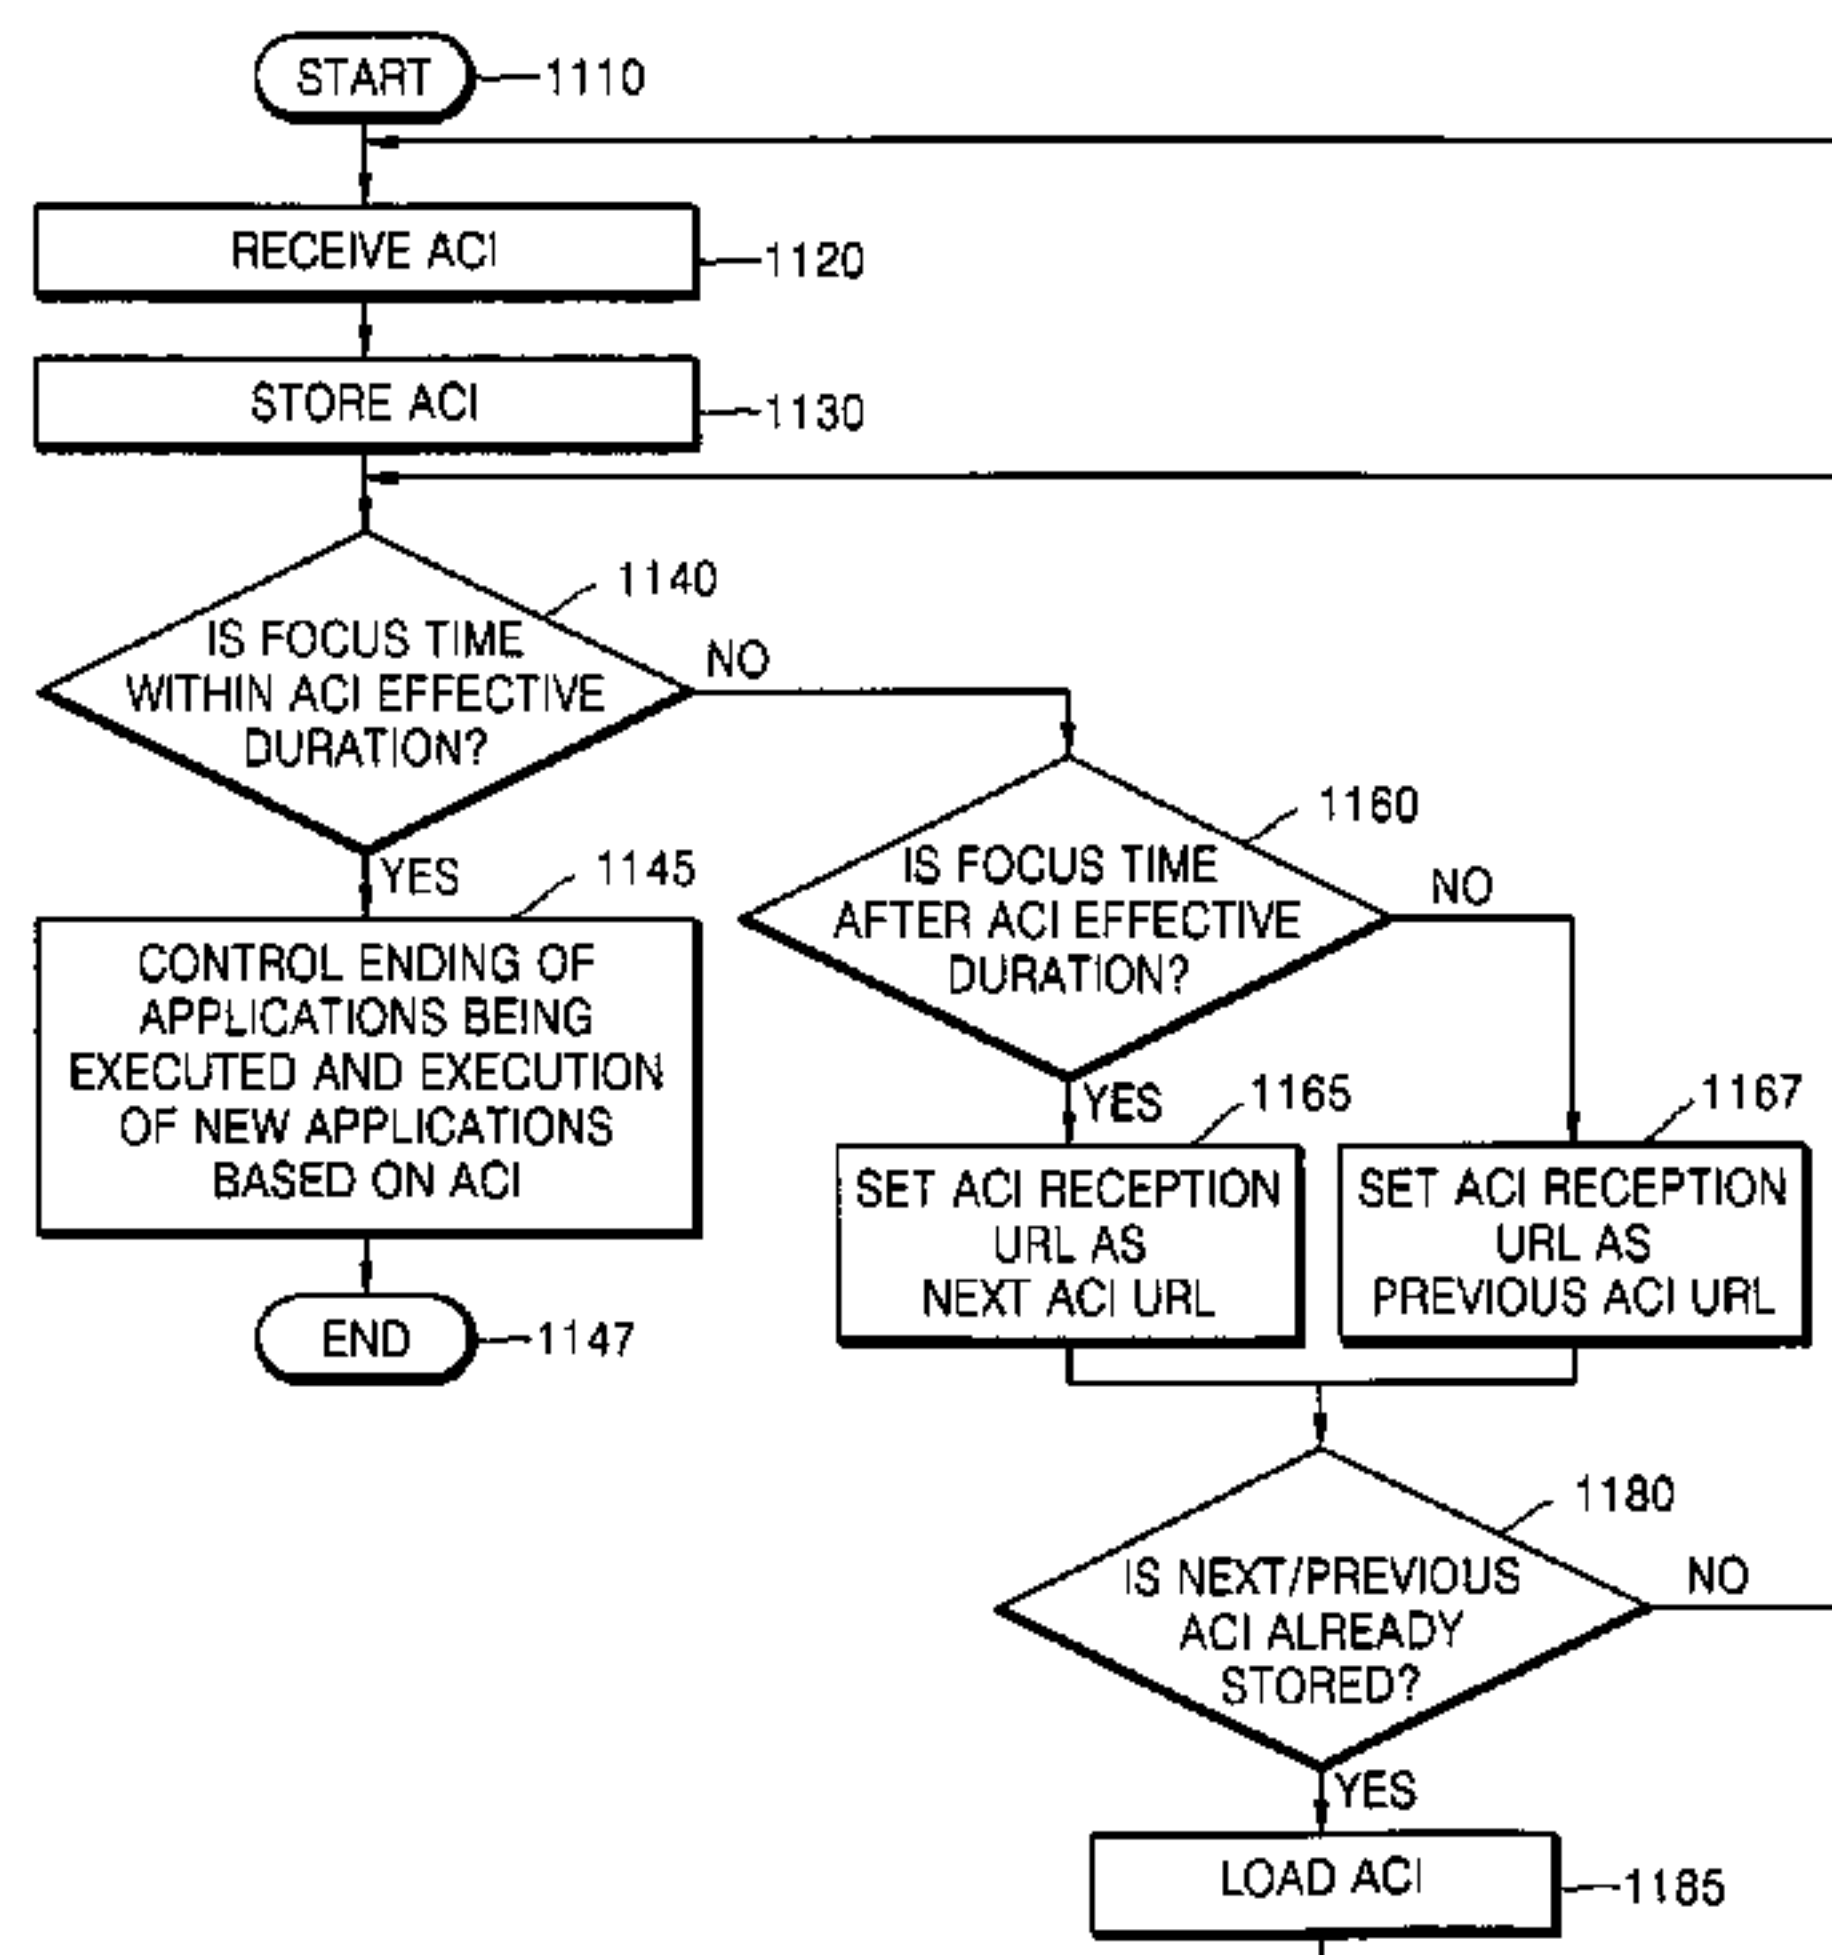 START
1110
RECEIVE ACI
1120
STORE ACI
1130
1140
IS FOCUS TIME
WITHIN ACI EFFECTIVE
DURATION?
NO
YES
1145
CONTROL ENDING OF
APPLICATIONS BEING
EXECUTED AND EXECUTION
OF NEW APPLICATIONS
BASED ON ACI
END
1147
1160
IS FOCUS TIME
AFTER ACI EFFECTIVE
DURATION?
NO
YES
1165
SET ACI RECEPTION
URL AS
NEXT ACI URL
1167
SET ACI RECEPTION
URL AS
PREVIOUS ACI URL
1180
IS NEXT/PREVIOUS
ACI ALREADY
STORED?
NO
YES
LOAD ACI
1185